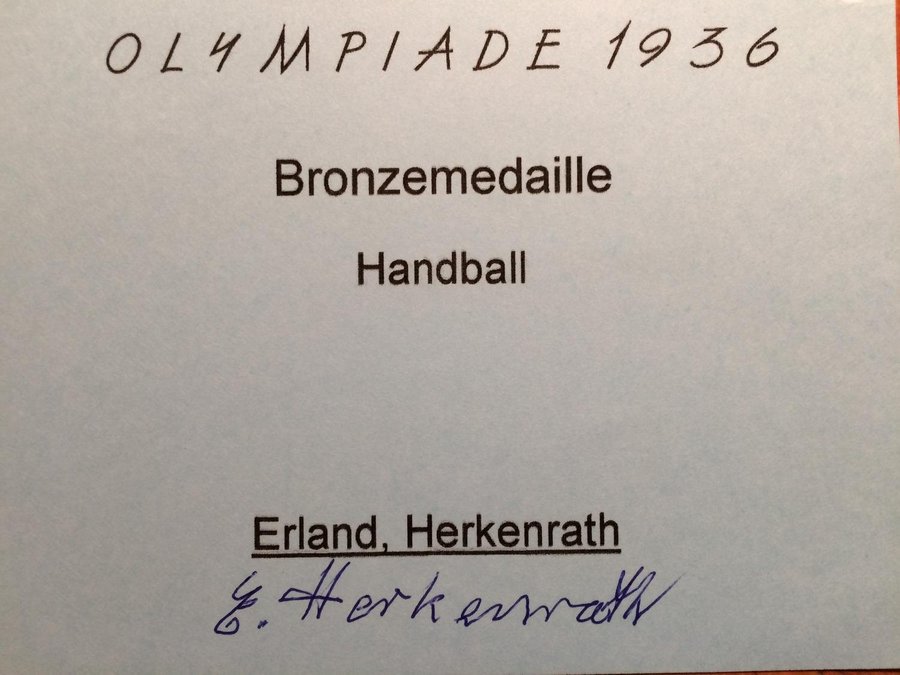 OLYMPIADE 1936
Bronzemedaille
Handball
Erland, Herkenrath
E. Herkenrath